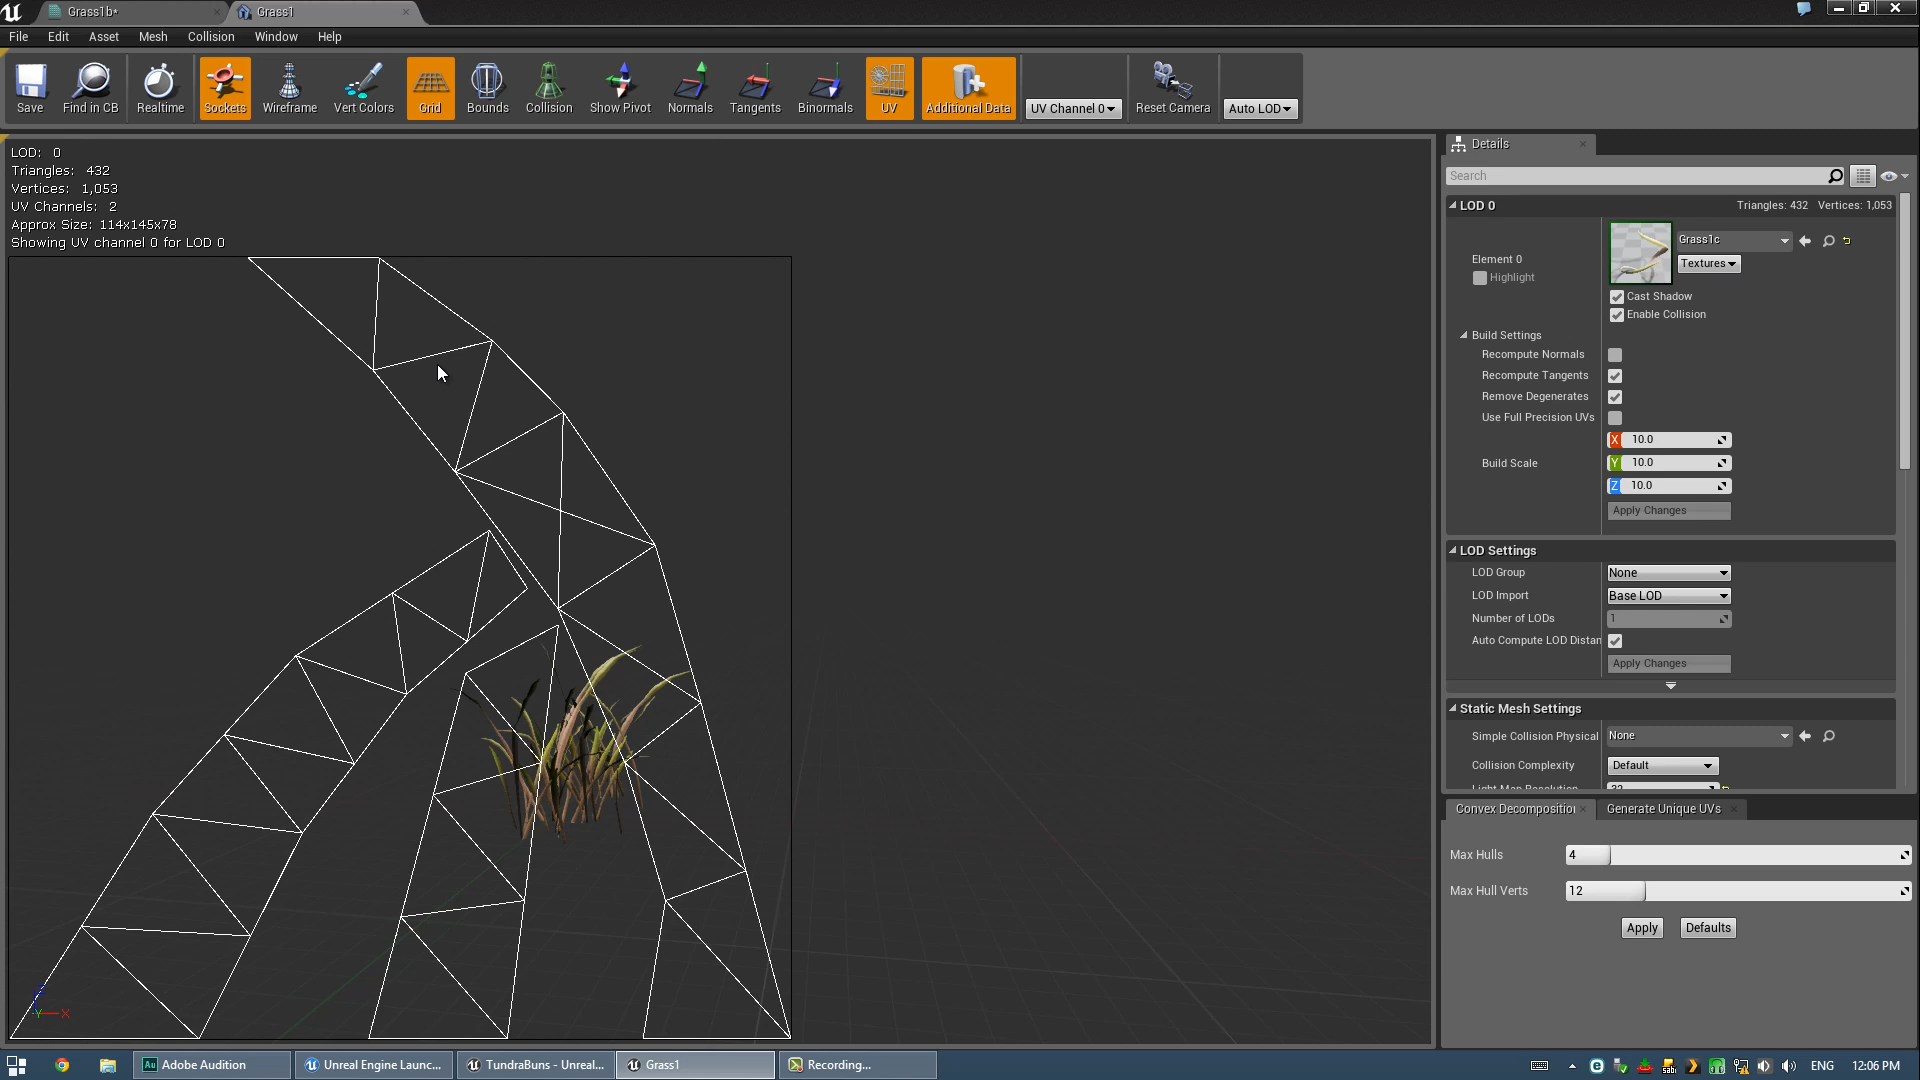 Grass1b*
Grass1
File Edit Asset Mesh Collision Window Help
Save
Find in CB
Realtime
Sockets
Wireframe
Vert Colors
Grid
Bounds
Collision
Show Pivot
Normals
Tangents
Binormals
UV
Additional Data
UV Channel 0
Reset Camera
Auto LOD
LOD: 0
Triangles: 432
Vertices: 1,053
UV Channels: 2
Approx Size: 114x145x78
Showing UV channel 0 for LOD 0
X
Y
Details
Search
LOD 0 Triangles: 432 Vertices: 1,053
Element 0
Highlight
Grass1c
Textures
Cast Shadow
Enable Collision
Build Settings
Recompute Normals
Recompute Tangents
Remove Degenerates
Use Full Precision UVs
Build Scale
X 10.0
Y 10.0
Z 10.0
Apply Changes
LOD Settings
LOD Group None
LOD Import Base LOD
Number of LODs 1
Auto Compute LOD Distan
Apply Changes
Static Mesh Settings
Simple Collision Physical None
Collision Complexity Default
Light Map Resolution 32
Convex Decompositio
Generate Unique UVs
Max Hulls 4
Max Hull Verts 12
Apply Defaults
Au Adobe Audition
Unreal Engine Launc...
TundraBuns - Unreal...
Grass1
Recording...
ENG 12:06 PM